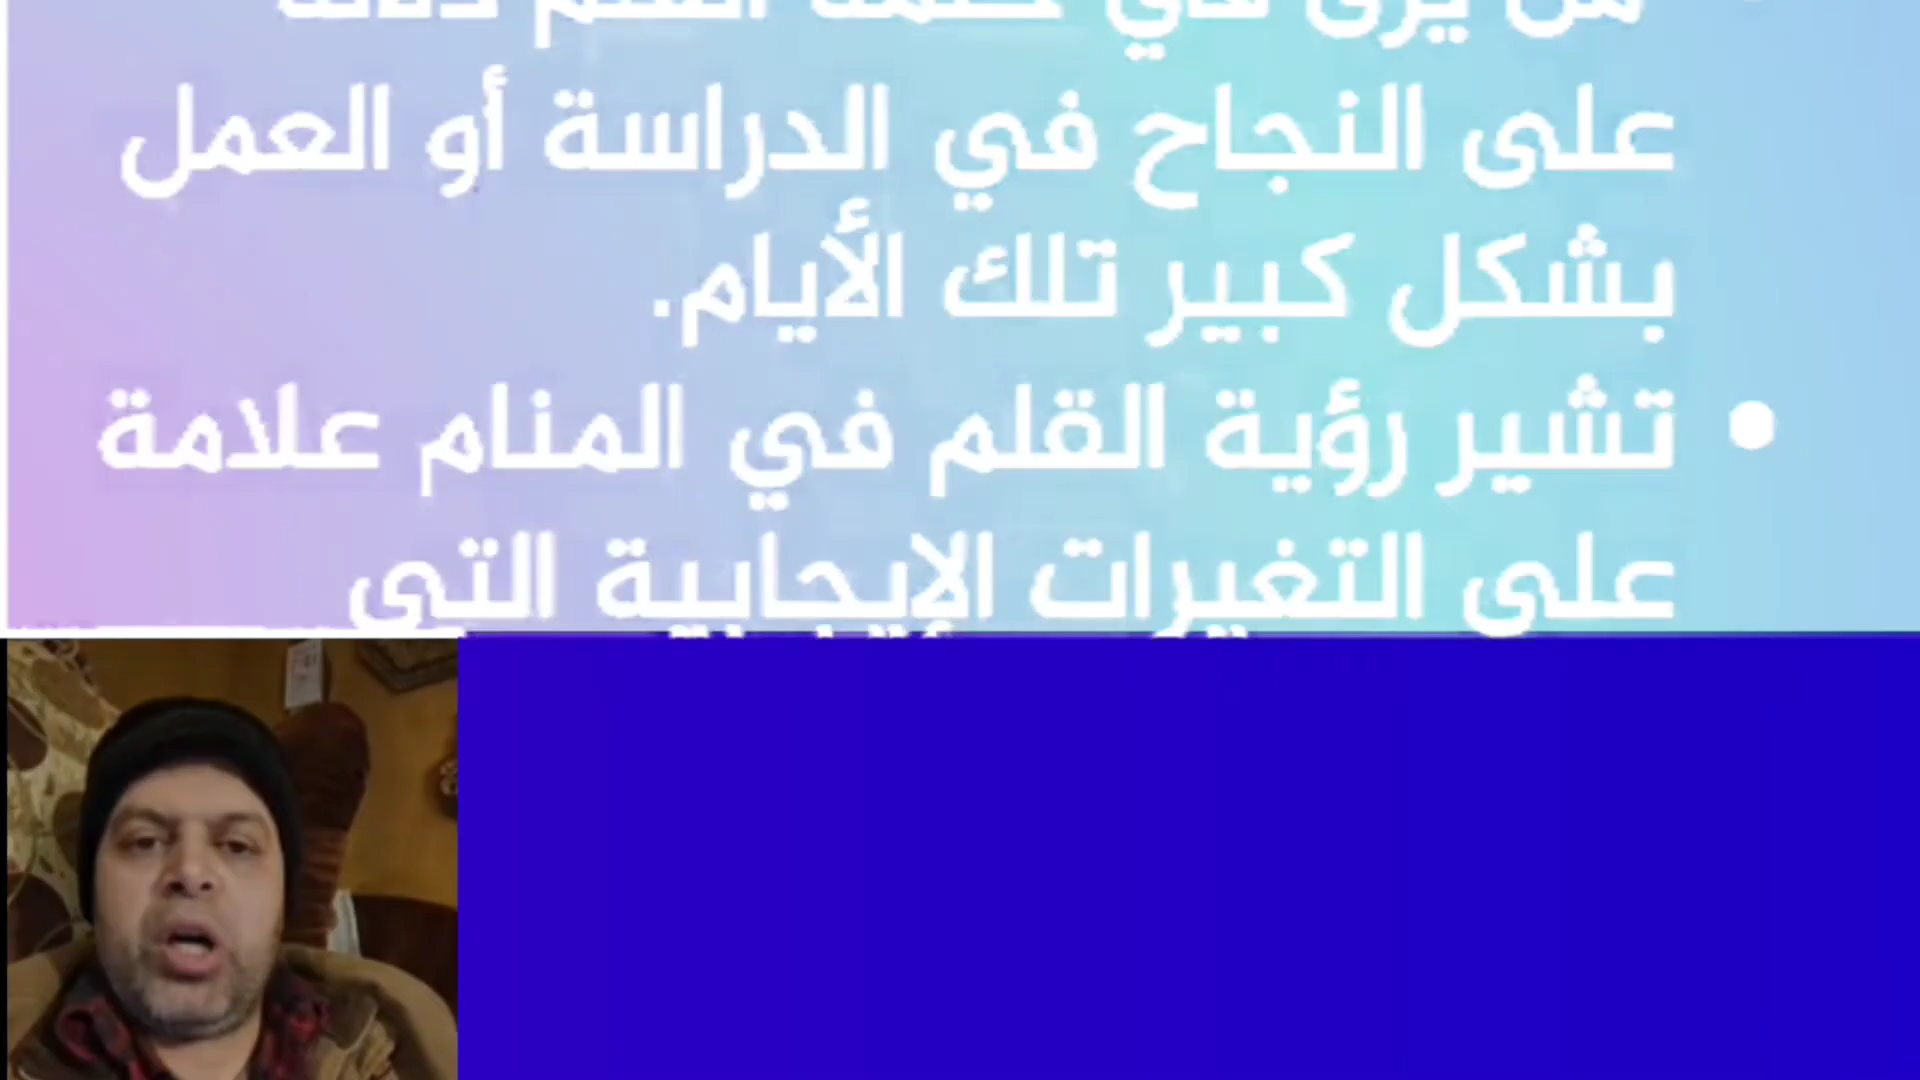 على النجاح في الدراسة أو العمل
بشكل كبير تلك الأيام.
• تشير رؤية القلم في المنام علامة
على التغيرات الإيجابية التي